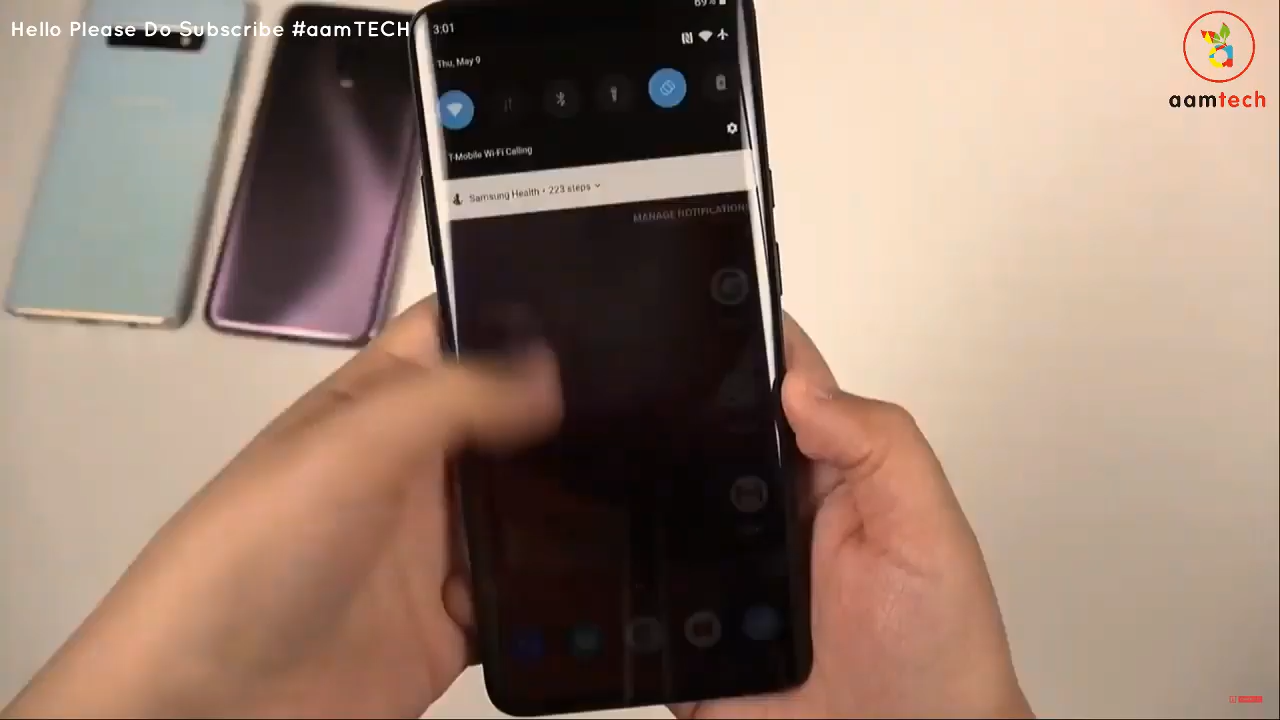 Hello Please Do Subscribe #aamTECH
aamtech
69%
3:01
Thu, May 9
T-Mobile Wi-Fi Calling
Samsung Health • 223 steps
MANAGE NOTIFICATIONS